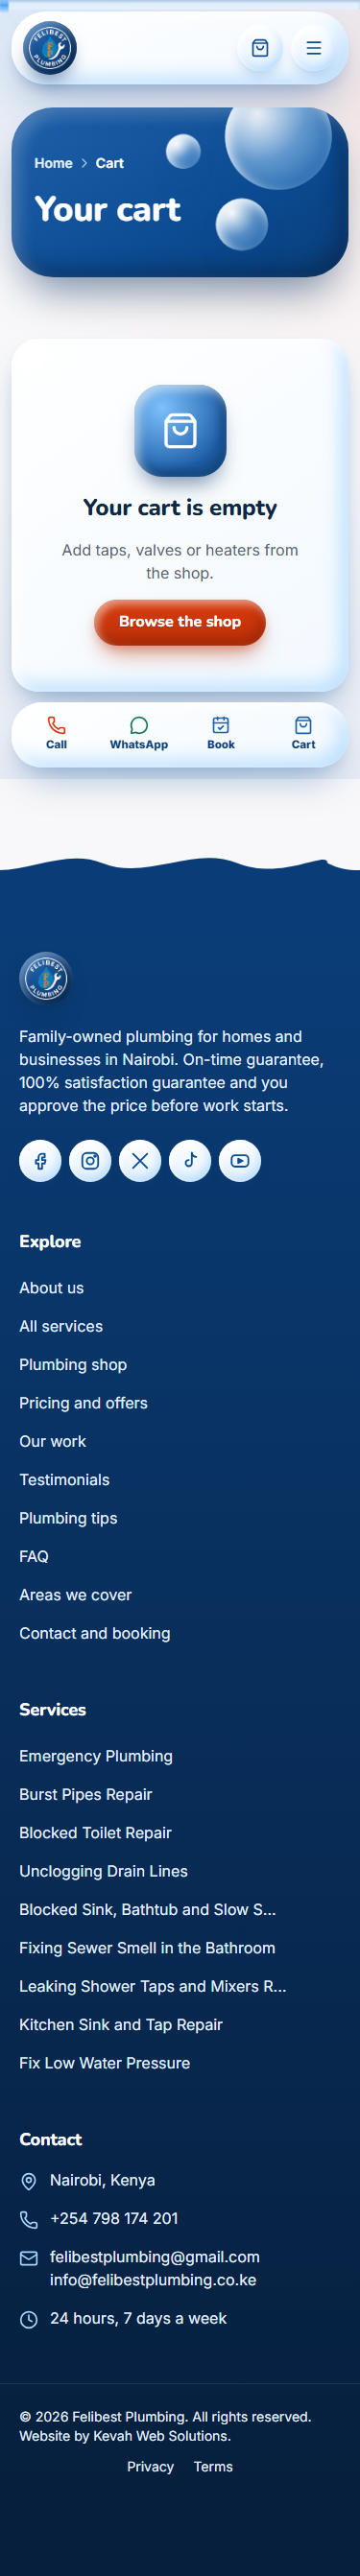 FELIBEST
PLUMBING
Home > Cart
Your cart
Your cart is empty
Add taps, valves or heaters from
the shop.
Browse the shop
Call WhatsApp Book Cart
FELIBEST
PLUMBING
Family-owned plumbing for homes and
businesses in Nairobi. On-time guarantee,
100% satisfaction guarantee and you
approve the price before work starts.
Explore
About us
All services
Plumbing shop
Pricing and offers
Our work
Testimonials
Plumbing tips
FAQ
Areas we cover
Contact and booking
Services
Emergency Plumbing
Burst Pipes Repair
Blocked Toilet Repair
Unclogging Drain Lines
Blocked Sink, Bathtub and Slow S...
Fixing Sewer Smell in the Bathroom
Leaking Shower Taps and Mixers R...
Kitchen Sink and Tap Repair
Fix Low Water Pressure
Contact
Nairobi, Kenya
+254 798 174 201
felibestplumbing@gmail.com
info@felibestplumbing.co.ke
24 hours, 7 days a week
© 2026 Felibest Plumbing. All rights reserved.
Website by Kevah Web Solutions.
Privacy Terms